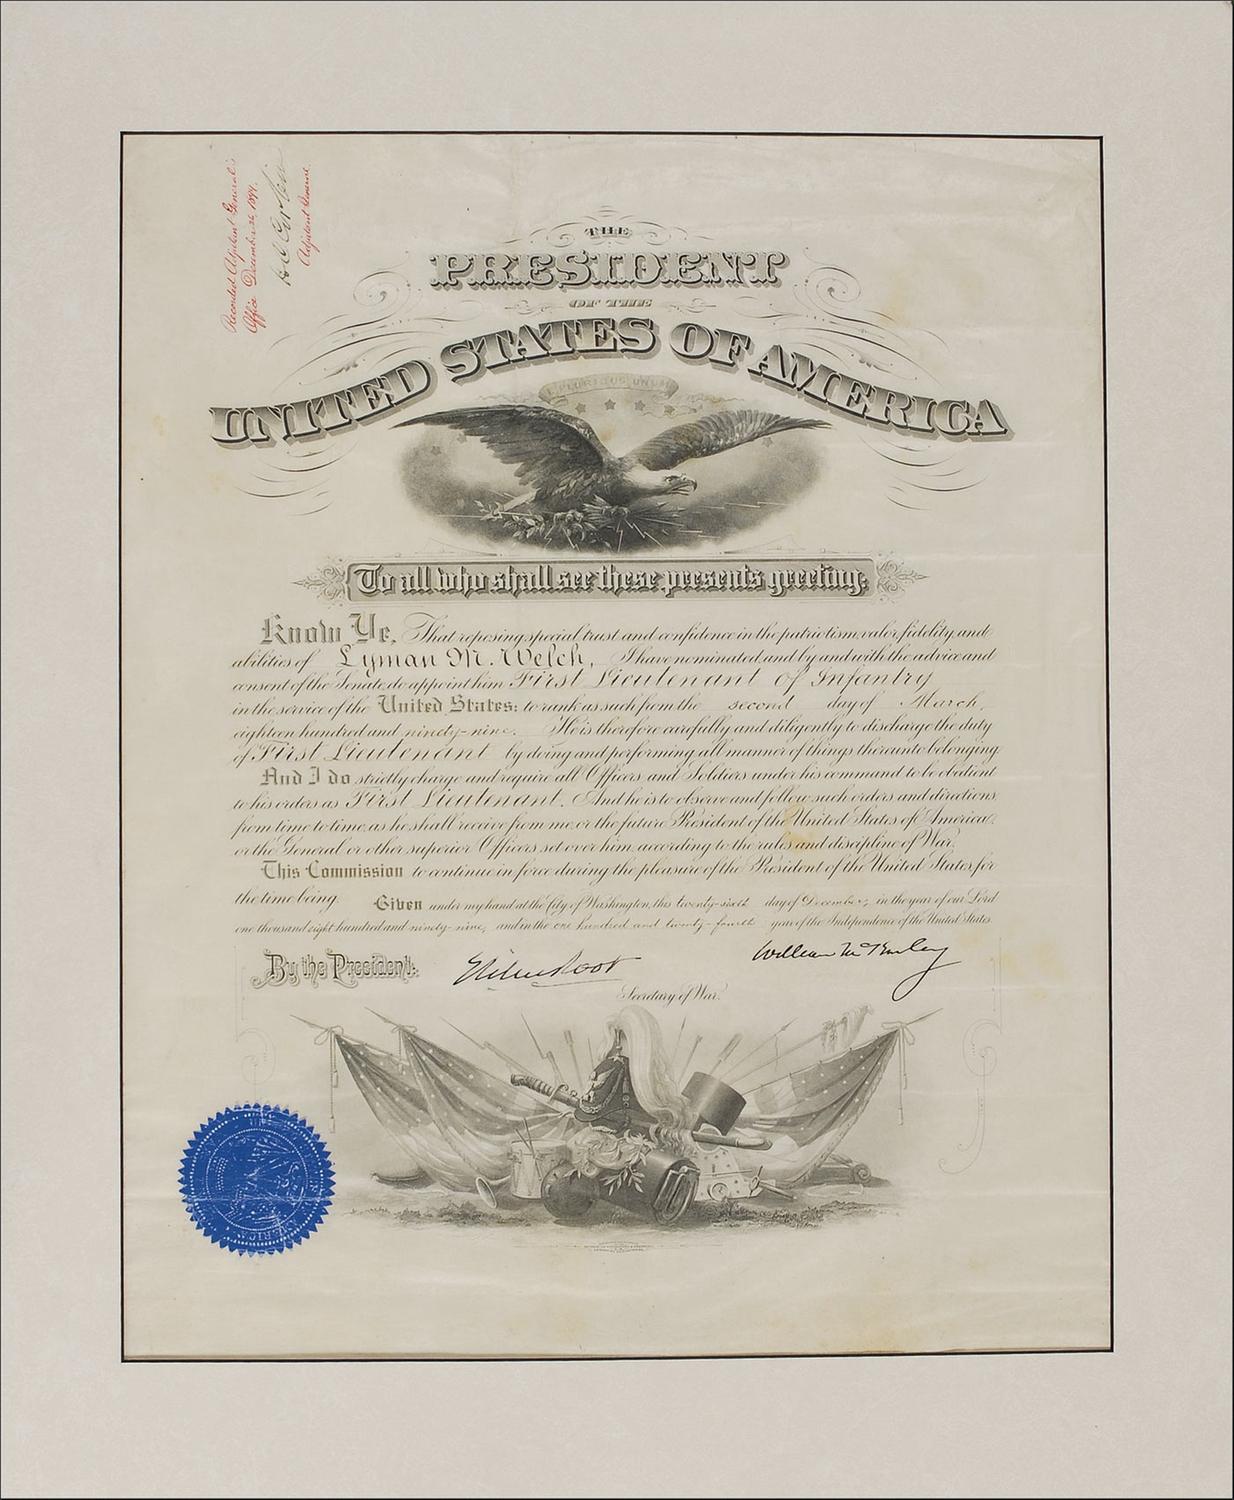 Recorded Adjutant General's
Office December 26, 1899.
Adjutant General
THE
PRESIDENT
OF THE
UNITED STATES OF AMERICA
E PLURIBUS UNUM
To all who shall see these presents greeting:
Know Ye, That reposing special trust and confidence in the patriotism, valor, fidelity, and
abilities of Lyman M. Welch, I have nominated and by and with the advice and
consent of the Senate, do appoint him First Lieutenant of Infantry
in the service of the United States: to rank as such from the second day of March,
eighteen hundred and ninety-nine. He is therefore carefully and diligently to discharge the duty
of First Lieutenant by doing and performing all manner of things thereunto belonging.
And I do strictly charge and require all Officers and Soldiers under his command to be obedient
to his orders as First Lieutenant. And he is to observe and follow such orders and directions,
from time to time, as he shall receive from me, or the future President of the United States of America,
or the General or other superior Officers set over him, according to the rules and discipline of War.
This Commission to continue in force during the pleasure of the President of the United States for
the time being. Given under my hand at the City of Washington, this twenty-sixth day of December, in the year of our Lord
one thousand eight hundred and ninety-nine, and in the one hundred and twenty-fourth year of the Independence of the United States.
By the President: Elihu Root William McKinley
Secretary of War.